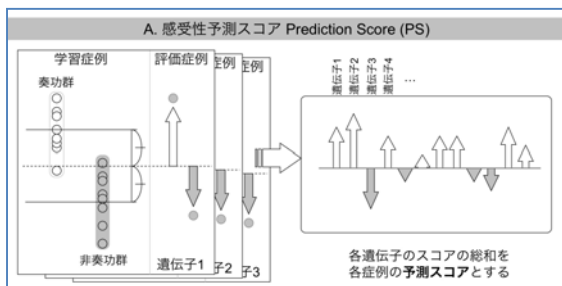 A. 感受性予測スコア Prediction Score (PS)
学習症例
評価症例
症例
症例
奏功群
非奏功群
遺伝子1
子2
子3
遺伝子1
遺伝子2
遺伝子3
遺伝子4
…
各遺伝子のスコアの総和を
各症例の予測スコアとする